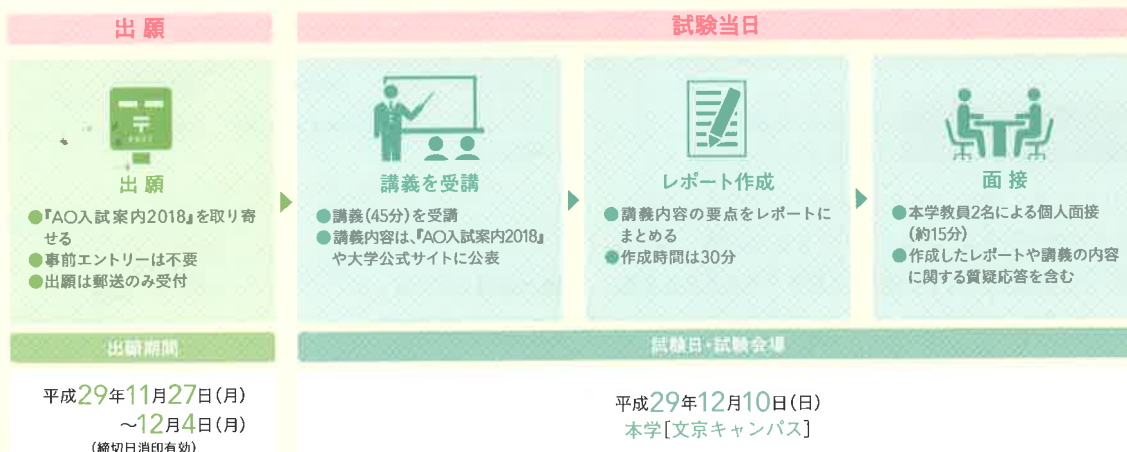 出願
試験当日
出願
●『AO入試案内2018』を取り寄
せる
●事前エントリーは不要
●出願は郵送のみ受付
講義を受講
●講義(45分)を受講
●講義内容は、『AO入試案内2018』
や大学公式サイトに公表
レポート作成
●講義内容の要点をレポートに
まとめる
●作成時間は30分
面接
●本学教員2名による個人面接
(約15分)
●作成したレポートや講義の内容
に関する質疑応答を含む
出願期間
平成29年11月27日(月)
〜12月4日(月)
(締切日消印有効)
試験日・試験会場
平成29年12月10日(日)
本学[文京キャンパス]